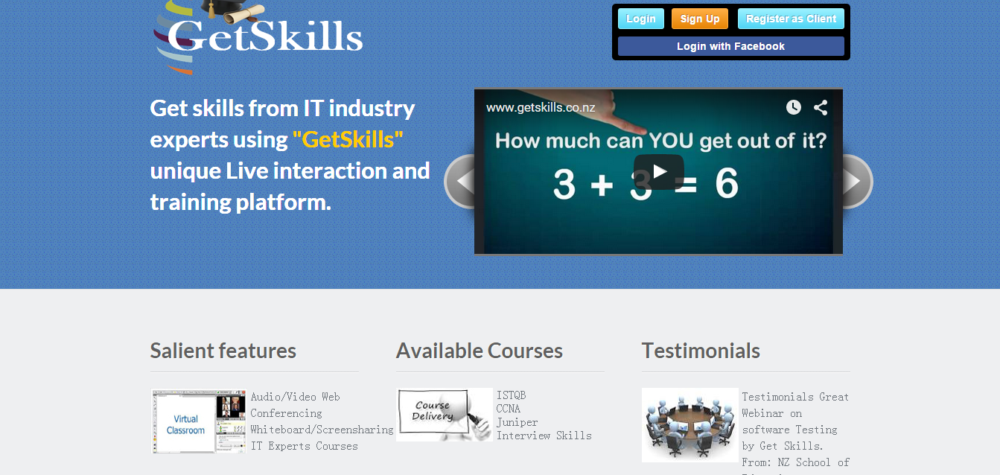 GetSkills
Login
Sign Up
Register as Client
Login with Facebook
Get skills from IT industry
experts using "GetSkills"
unique Live interaction and
training platform.
www.getskills.co.nz
How much can YOU get out of it?
3 + 3 = 6
Salient features
Virtual
Classroom
Audio/Video Web
Conferencing
Whiteboard/Screensharing
IT Experts Courses
Available Courses
Course
Delivery
ISTQB
CCNA
Juniper
Interview Skills
Testimonials
Testimonials Great
Webinar on
software Testing
by Get Skills.
From: NZ School of